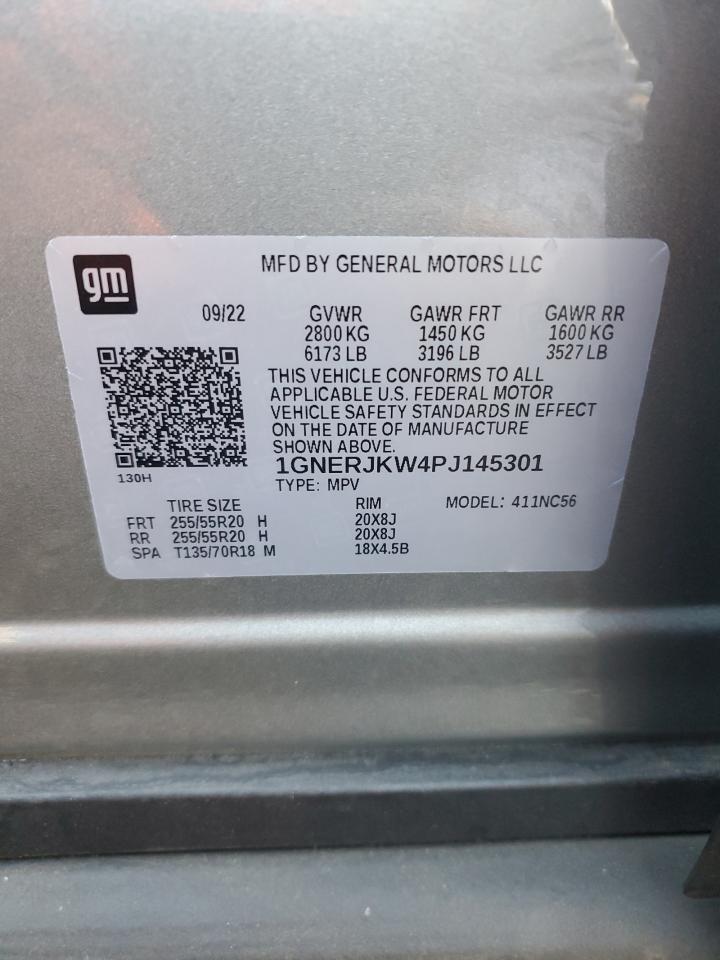 gm
MFD BY GENERAL MOTORS LLC
09/22 GVWR GAWR FRT GAWR RR
2800 KG 1450 KG 1600 KG
6173 LB 3196 LB 3527 LB
THIS VEHICLE CONFORMS TO ALL
APPLICABLE U.S. FEDERAL MOTOR
VEHICLE SAFETY STANDARDS IN EFFECT
ON THE DATE OF MANUFACTURE
SHOWN ABOVE.
1GNERJKW4PJ145301
130H
TYPE: MPV
TIRE SIZE RIM MODEL: 411NC56
FRT 255/55R20 H 20X8J
RR 255/55R20 H 20X8J
SPA T135/70R18 M 18X4.5B